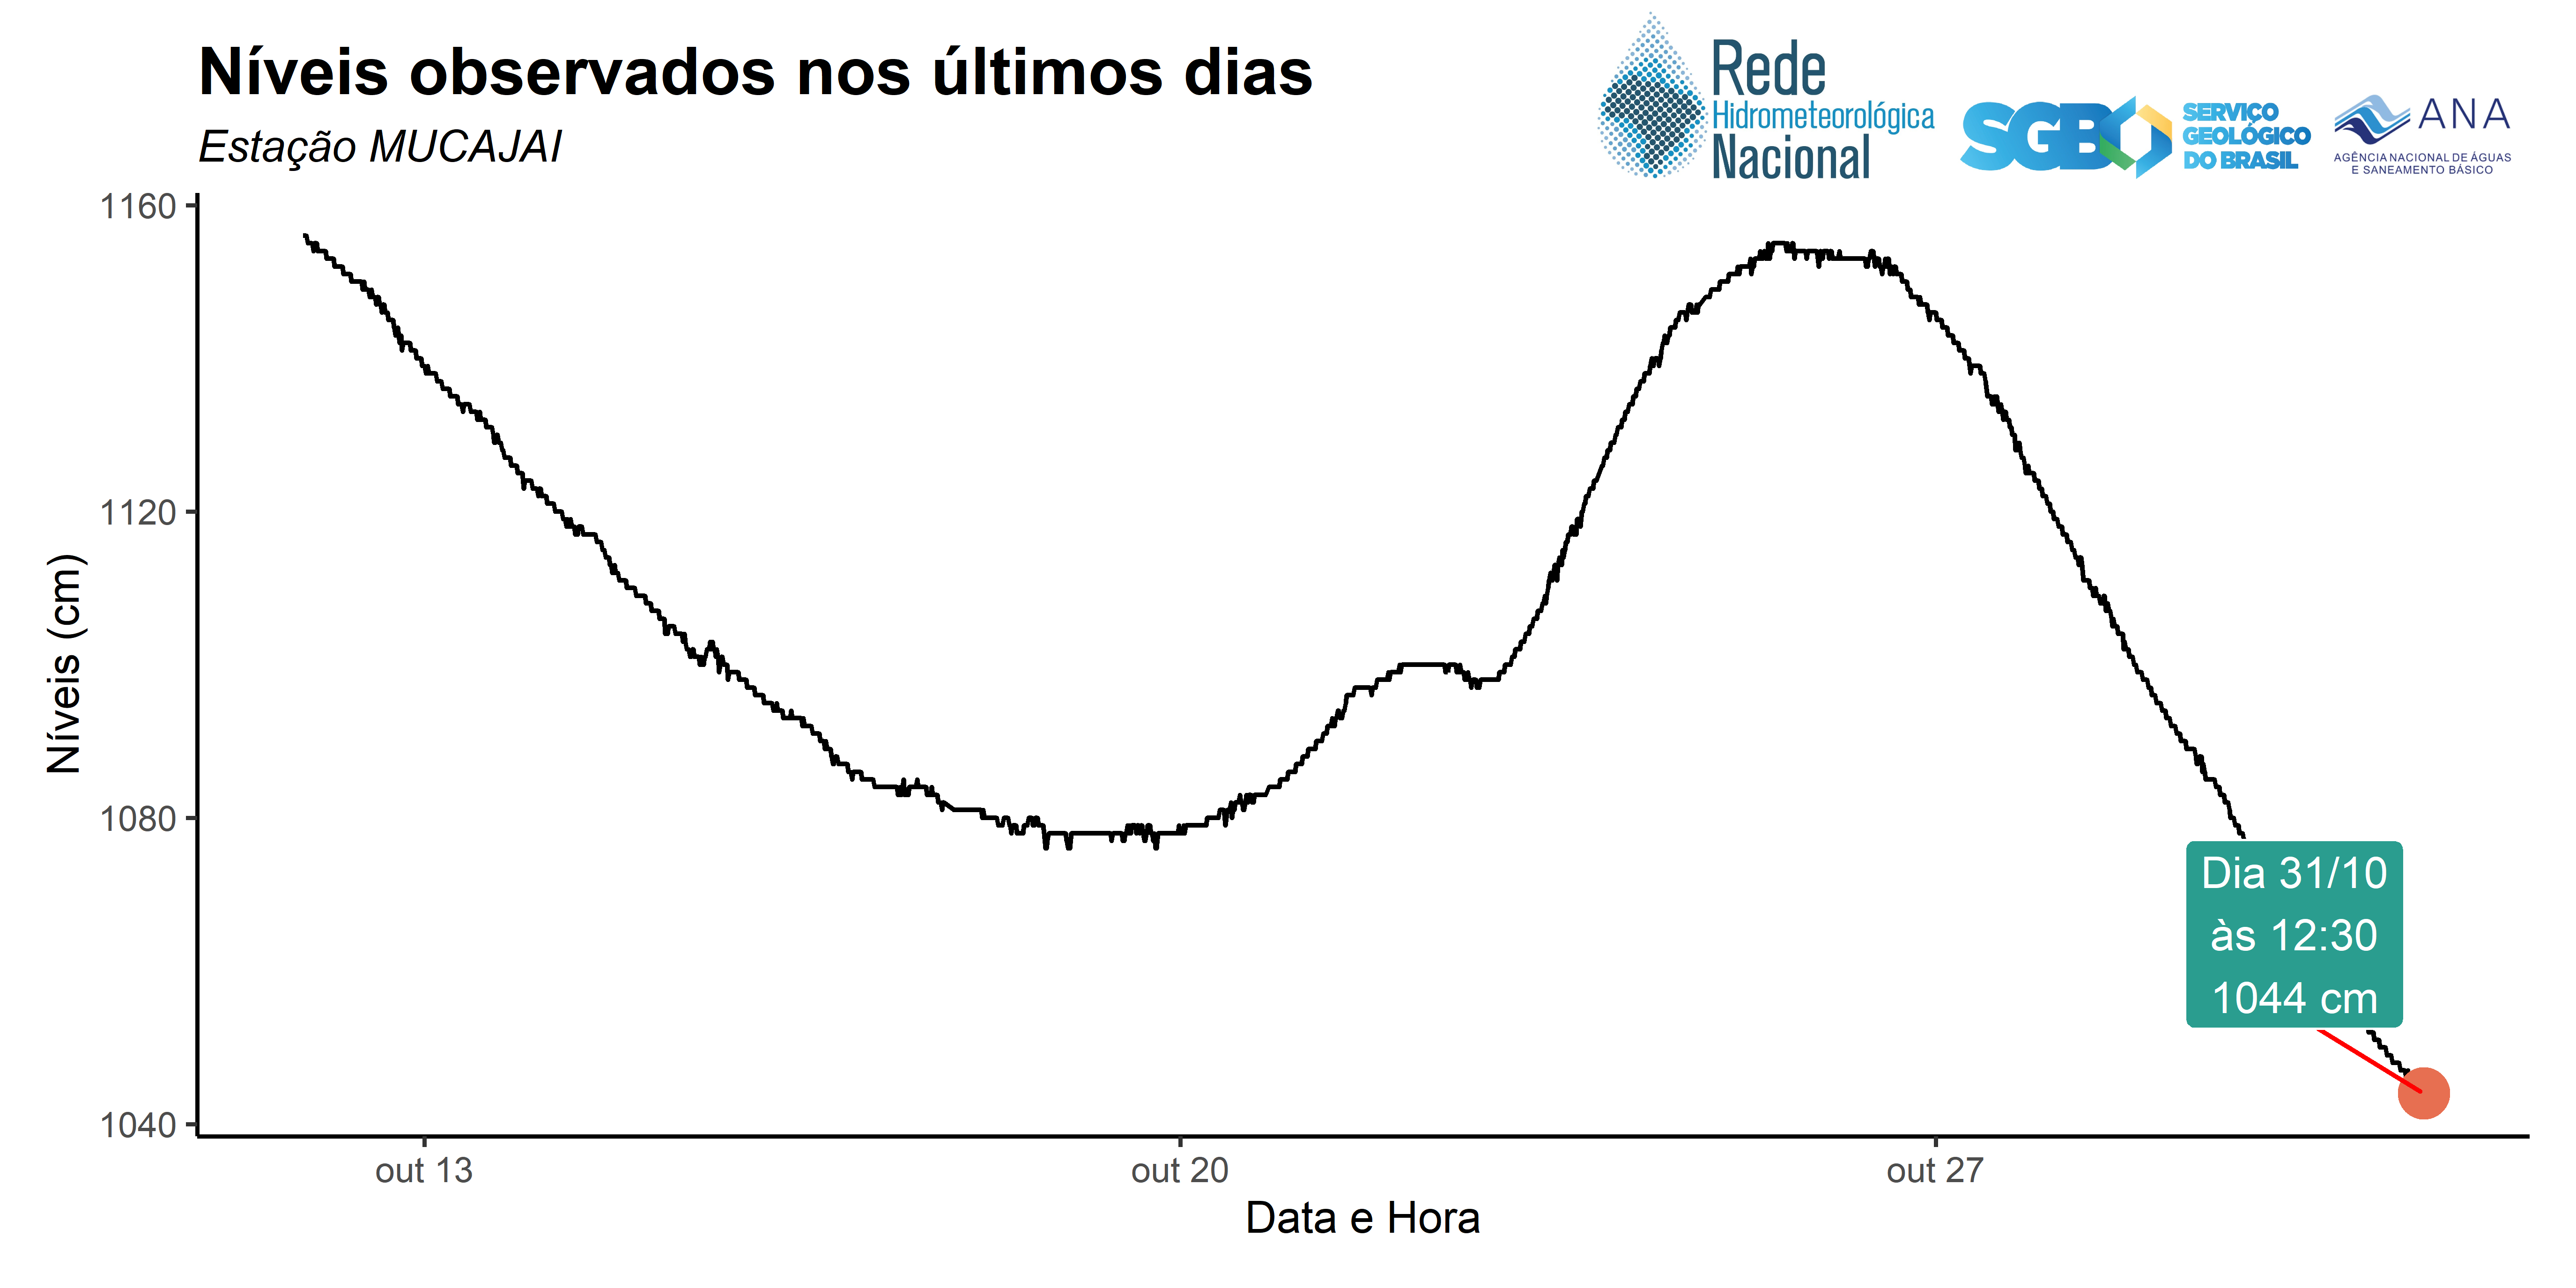 Níveis observados nos últimos dias
Estação MUCAJAI
Rede
Hidrometeorológica
Nacional
SGB
SERVIÇO
GEOLÓGICO
DO BRASIL
ANA
AGÊNCIA NACIONAL DE ÁGUAS
E SANEAMENTO BÁSICO
Níveis (cm)
1160
1120
1080
1040
Dia 31/10
às 12:30
1044 cm
out 13
out 20
out 27
Data e Hora